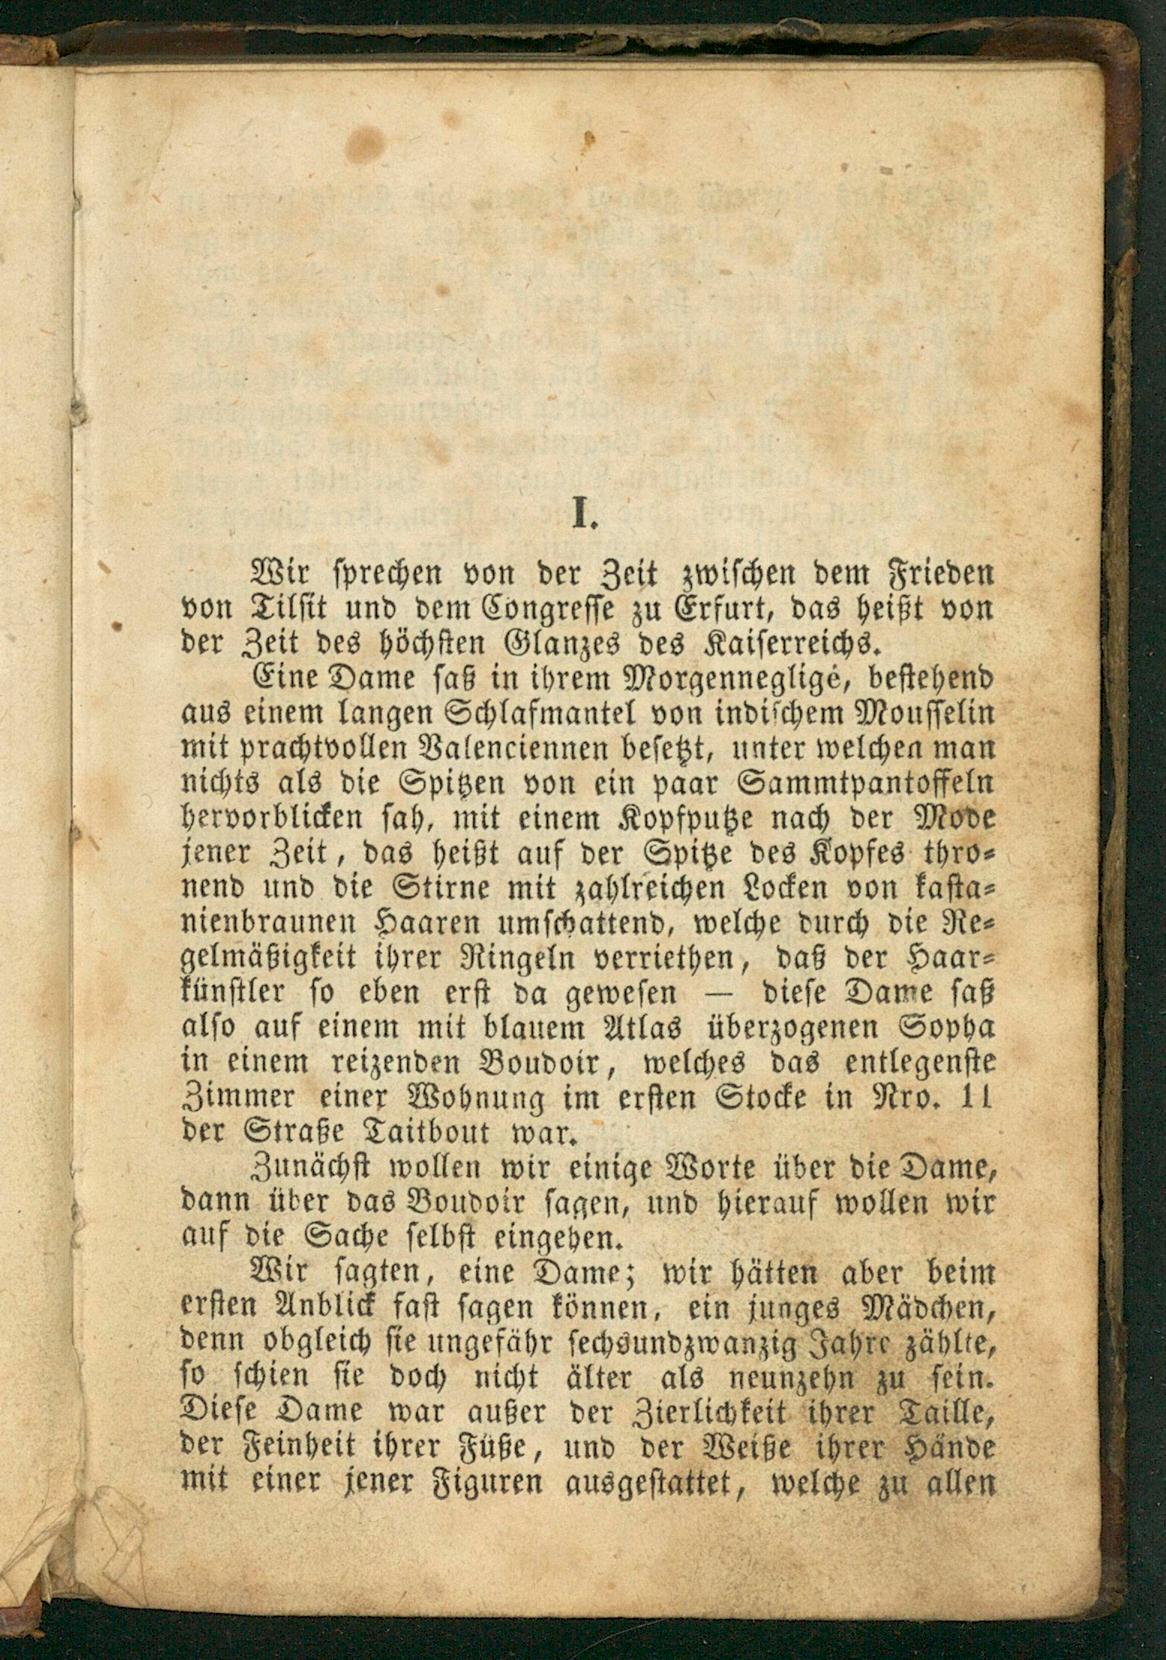 I.
Wir sprechen von der Zeit zwischen dem Frieden
von Tilsit und dem Congresse zu Erfurt, das heißt von
der Zeit des höchsten Glanzes des Kaiserreichs.
Eine Dame saß in ihrem Morgennegligé, bestehend
aus einem langen Schlafmantel von indischem Mousselin
mit prachtvollen Valenciennen besetzt, unter welchen man
nichts als die Spitzen von ein paar Sammtpantoffeln
hervorblicken sah, mit einem Kopfputze nach der Mode
jener Zeit, das heißt auf der Spitze des Kopfes thro-
nend und die Stirne mit zahlreichen Locken von kasta-
nienbraunen Haaren umschattend, welche durch die Re-
gelmäßigkeit ihrer Ringeln verriethen, daß der Haar-
künstler so eben erst da gewesen — diese Dame saß
also auf einem mit blauem Atlas überzogenen Sopha
in einem reizenden Boudoir, welches das entlegenste
Zimmer einer Wohnung im ersten Stocke in Nro. 11
der Straße Taitbout war.
Zunächst wollen wir einige Worte über die Dame,
dann über das Boudoir sagen, und hierauf wollen wir
auf die Sache selbst eingehen.
Wir sagten, eine Dame; wir hätten aber beim
ersten Anblick fast sagen können, ein junges Mädchen,
denn obgleich sie ungefähr sechsundzwanzig Jahre zählte,
so schien sie doch nicht älter als neunzehn zu sein.
Diese Dame war außer der Zierlichkeit ihrer Taille,
der Feinheit ihrer Füße, und der Weiße ihrer Hände
mit einer jener Figuren ausgestattet, welche zu allen